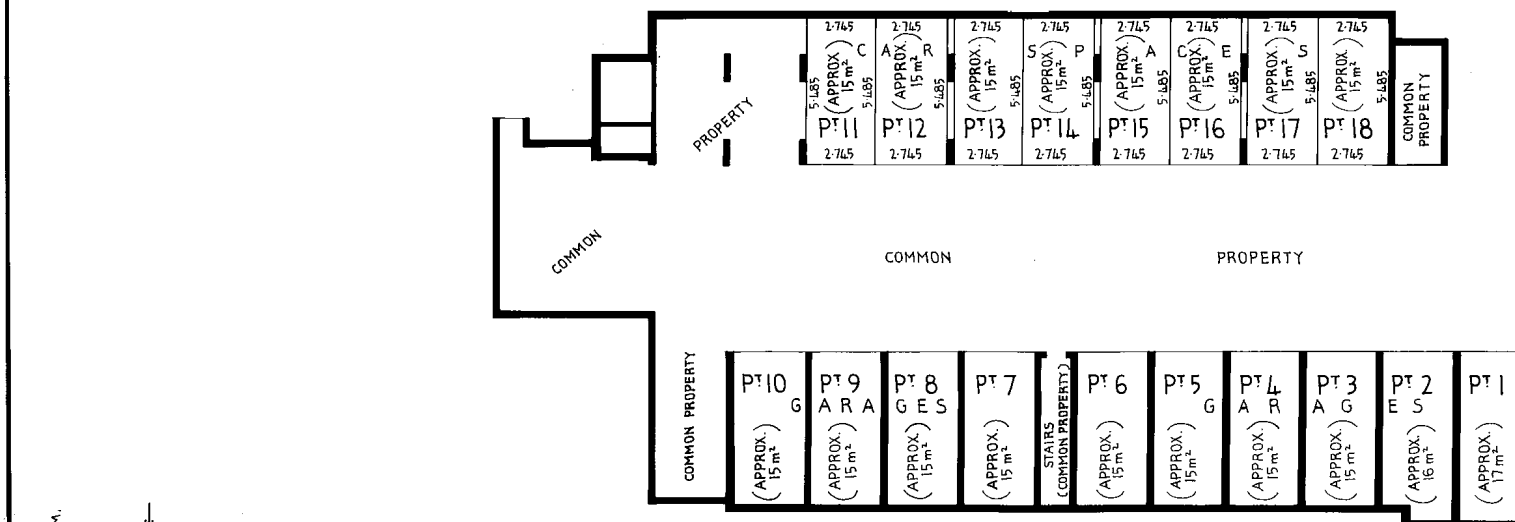 2·745 2·745 2·745 2·745 2·745 2·745 2·745 2·745
C A R S P A C E S
(APPROX. 15 m²) (APPROX. 15 m²) (APPROX. 15 m²) (APPROX. 15 m²) (APPROX. 15 m²) (APPROX. 15 m²) (APPROX. 15 m²) (APPROX. 15 m²)
5·485 5·485 5·485 5·485 5·485 5·485 5·485 5·485
PT 11 PT 12 PT 13 PT 14 PT 15 PT 16 PT 17 PT 18
2·745 2·745 2·745 2·745 2·745 2·745 2·745 2·745
COMMON
PROPERTY
PROPERTY
COMMON
COMMON PROPERTY
COMMON PROPERTY
PT 10 PT 9 PT 8 PT 7
STAIRS
(COMMON PROPERTY)
PT 6 PT 5 PT 4 PT 3 PT 2 PT 1
G A R A G E S G A R A G E S
(APPROX. 15 m²) (APPROX. 15 m²) (APPROX. 15 m²) (APPROX. 15 m²) (APPROX. 15 m²) (APPROX. 15 m²) (APPROX. 15 m²) (APPROX. 15 m²) (APPROX. 16 m²) (APPROX. 17 m²)